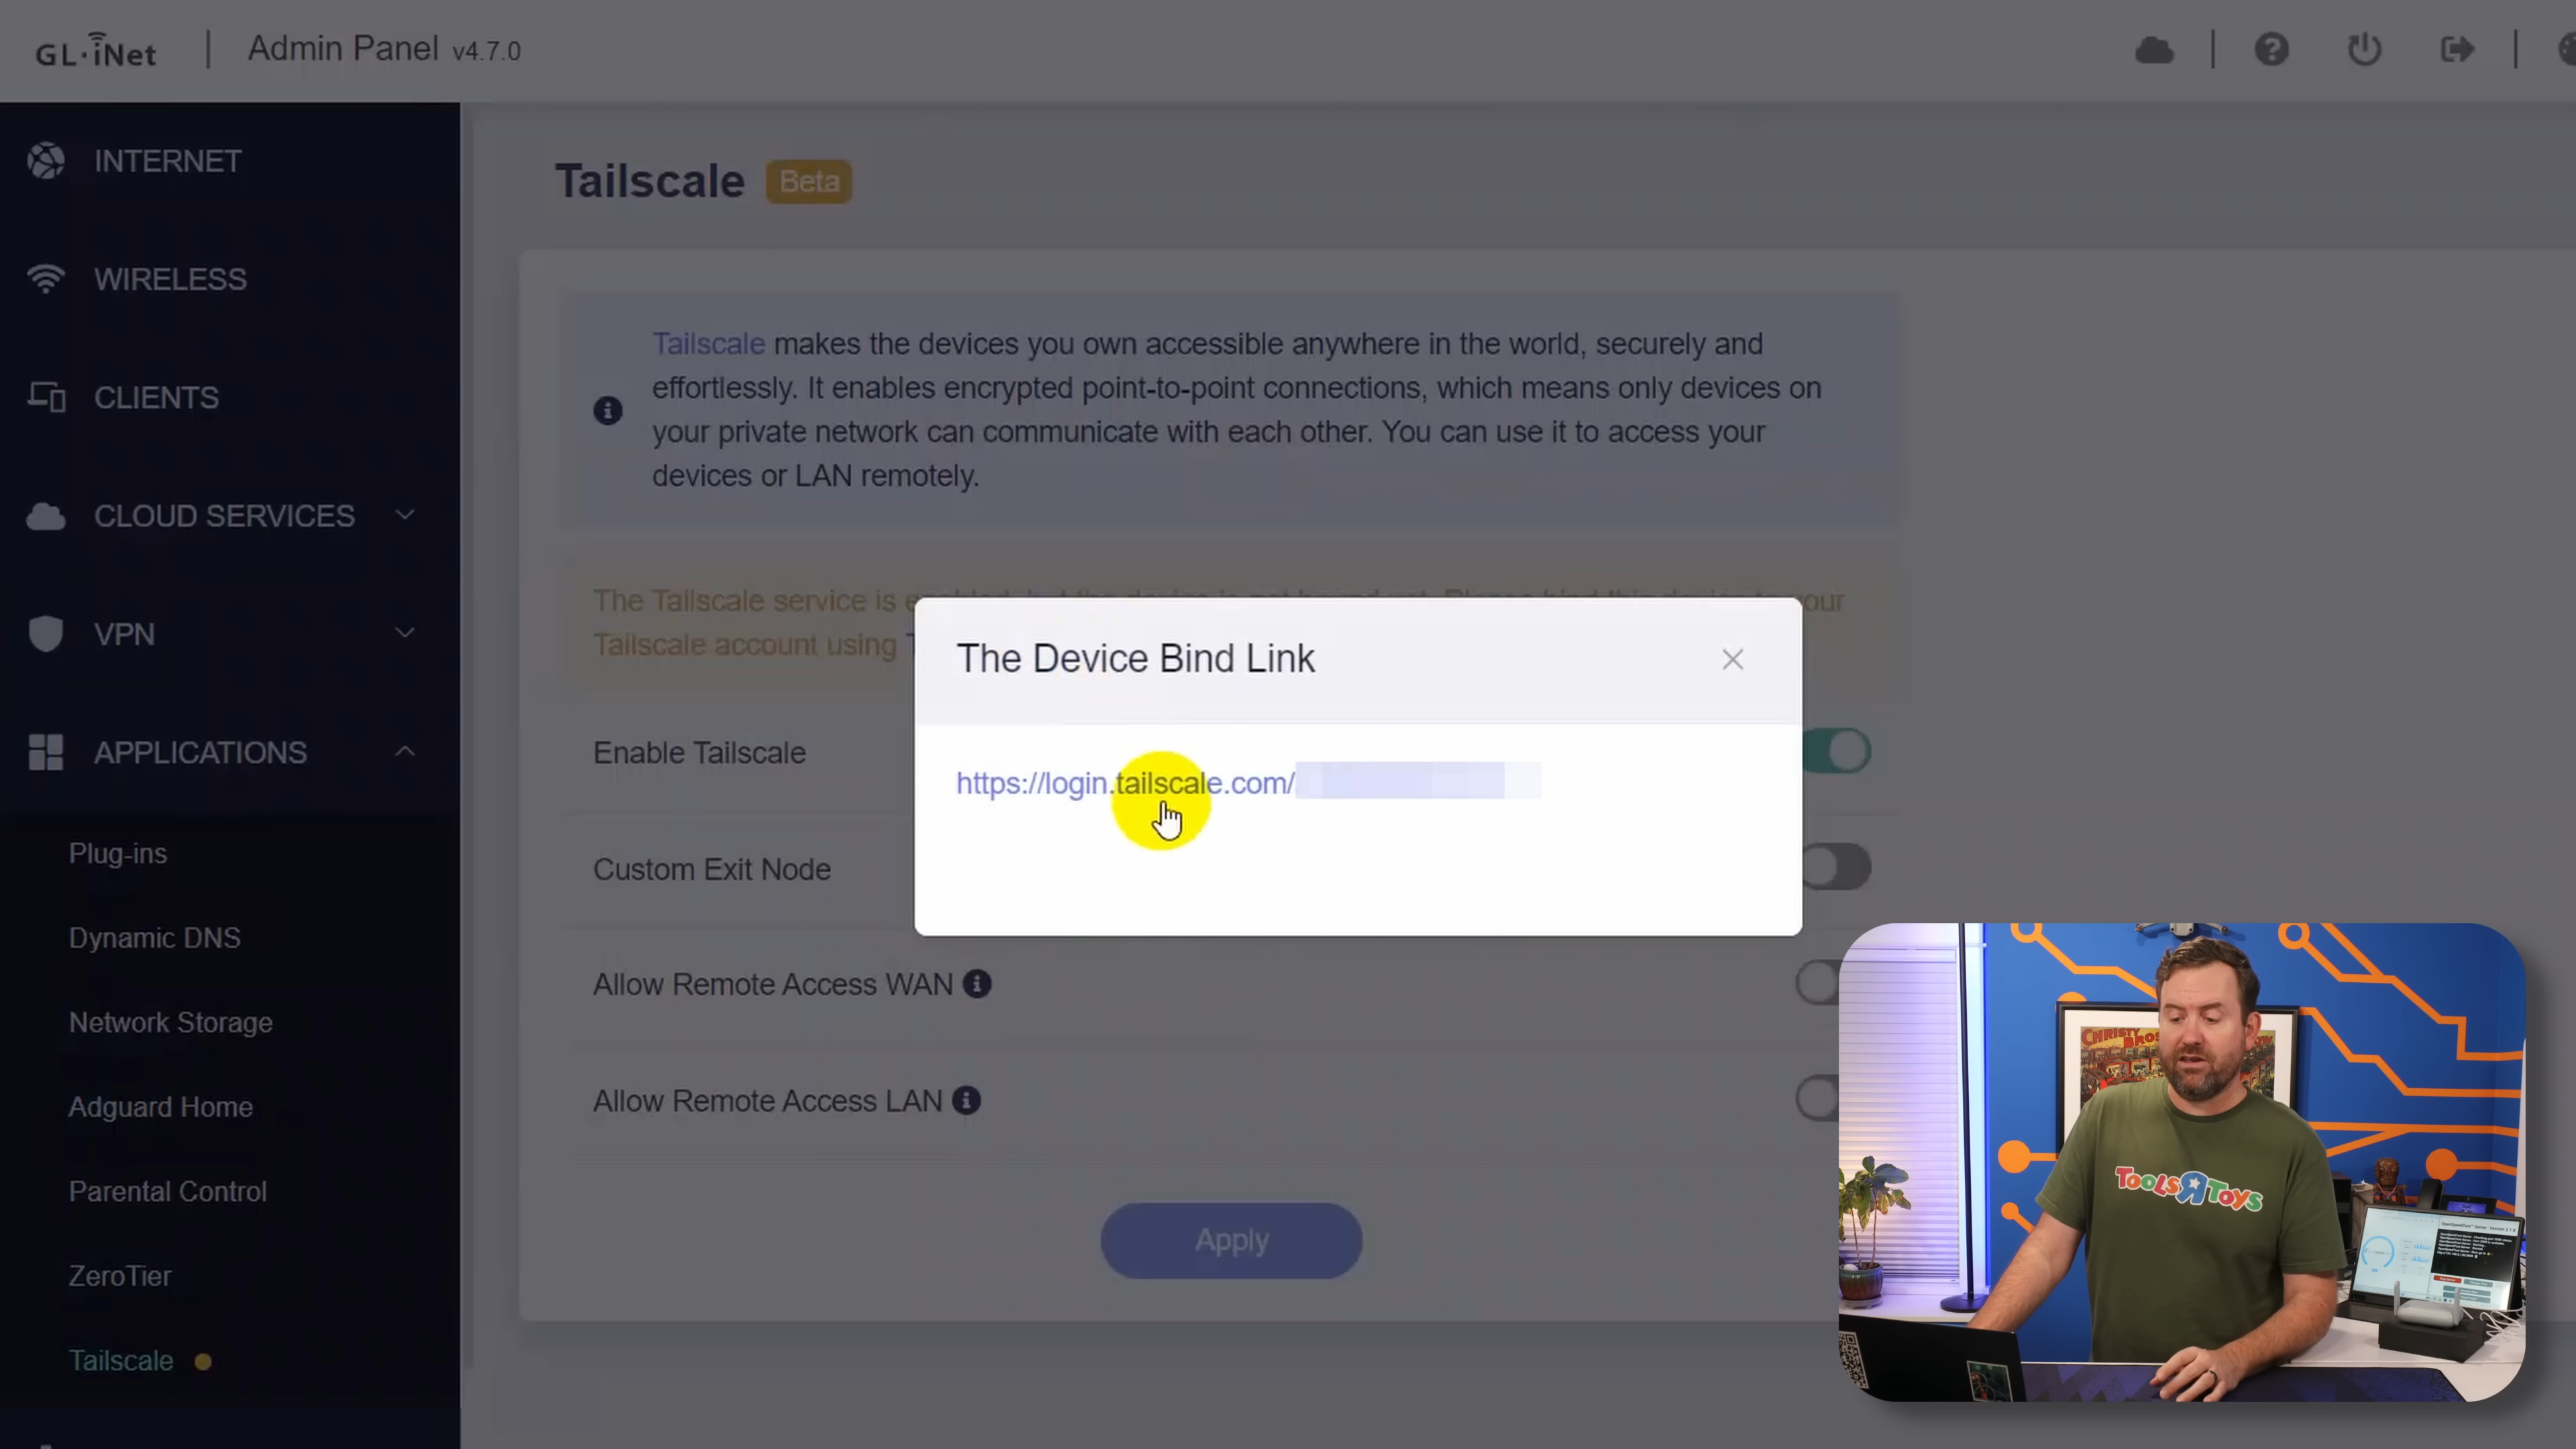 GL·iNet
Admin Panel v4.7.0
INTERNET
WIRELESS
CLIENTS
CLOUD SERVICES
VPN
APPLICATIONS
Plug-ins
Dynamic DNS
Network Storage
Adguard Home
Parental Control
ZeroTier
Tailscale
Tailscale Beta
Tailscale makes the devices you own accessible anywhere in the world, securely and
effortlessly. It enables encrypted point-to-point connections, which means only devices on
your private network can communicate with each other. You can use it to access your
devices or LAN remotely.
The Tailscale service is
Tailscale account using
The Device Bind Link
https://login.tailscale.com/
Enable Tailscale
Custom Exit Node
Allow Remote Access WAN
Allow Remote Access LAN
Apply
CHRISTY
TOOLS R TOYS